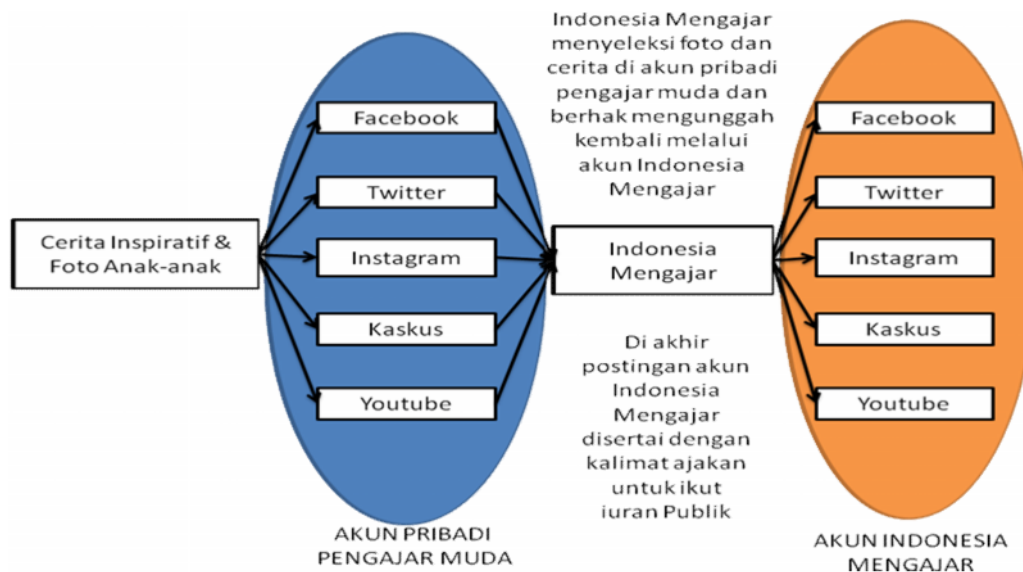 Cerita Inspiratif &
Foto Anak-anak
Facebook
Twitter
Instagram
Kaskus
Youtube
AKUN PRIBADI
PENGAJAR MUDA
Indonesia Mengajar
menyeleksi foto dan
cerita di akun pribadi
pengajar muda dan
berhak mengunggah
kembali melalui
akun Indonesia
Mengajar
Indonesia
Mengajar
Di akhir
postingan akun
Indonesia
Mengajar
disertai dengan
kalimat ajakan
untuk ikut
iuran Publik
Facebook
Twitter
Instagram
Kaskus
Youtube
AKUN INDONESIA
MENGAJAR